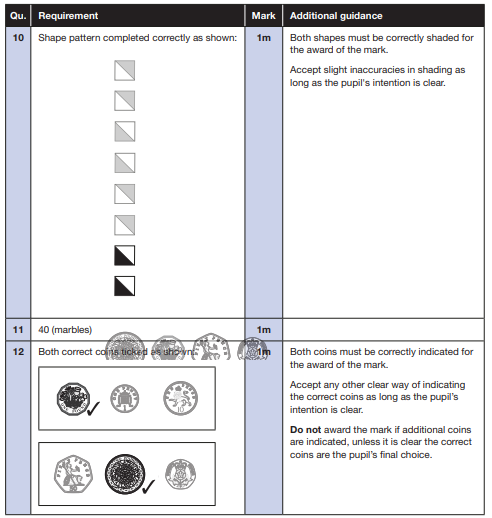 Qu. Requirement Mark Additional guidance
10 Shape pattern completed correctly as shown: 1m Both shapes must be correctly shaded for
the award of the mark.
Accept slight inaccuracies in shading as
long as the pupil's intention is clear.
11 40 (marbles) 1m
12 Both correct coins ticked as shown: 1m Both coins must be correctly indicated for
the award of the mark.
Accept any other clear way of indicating
the correct coins as long as the pupil's
intention is clear.
Do not award the mark if additional coins
are indicated, unless it is clear the correct
coins are the pupil's final choice.
10